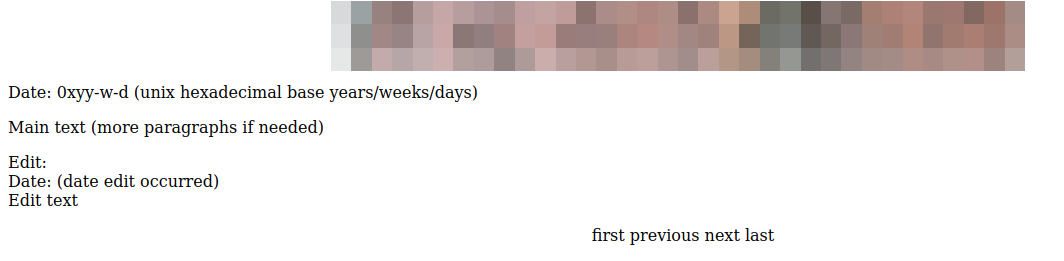 Date: 0xyy-w-d (unix hexadecimal base years/weeks/days)
Main text (more paragraphs if needed)
Edit:
Date: (date edit occurred)
Edit text
first previous next last